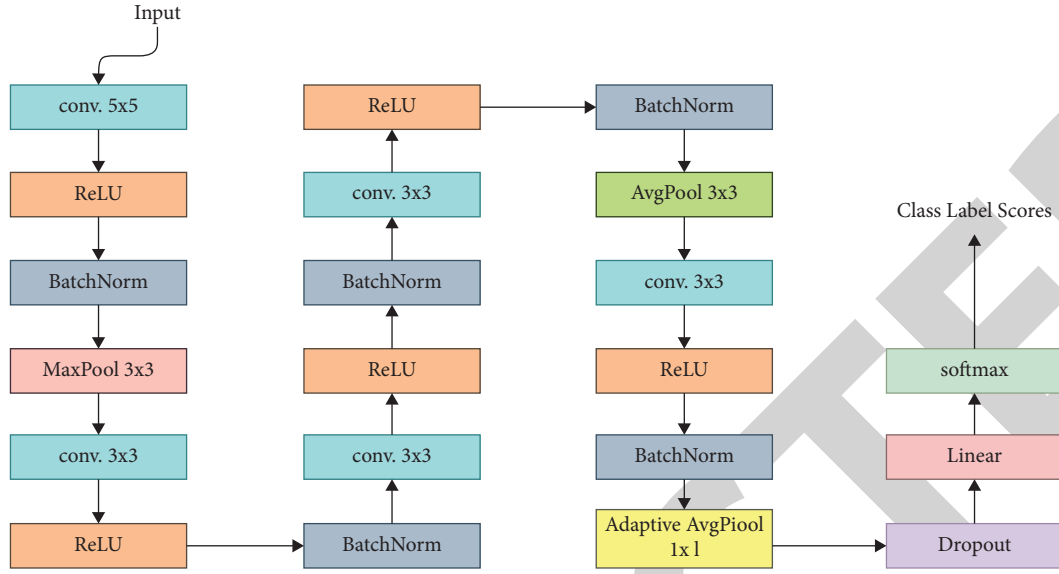 Input
conv. 5x5
ReLU
BatchNorm
MaxPool 3x3
conv. 3x3
ReLU
BatchNorm
conv. 3x3
ReLU
BatchNorm
conv. 3x3
ReLU
BatchNorm
AvgPool 3x3
conv. 3x3
ReLU
BatchNorm
Adaptive AvgPiool
1x l
Dropout
Linear
softmax
Class Label Scores